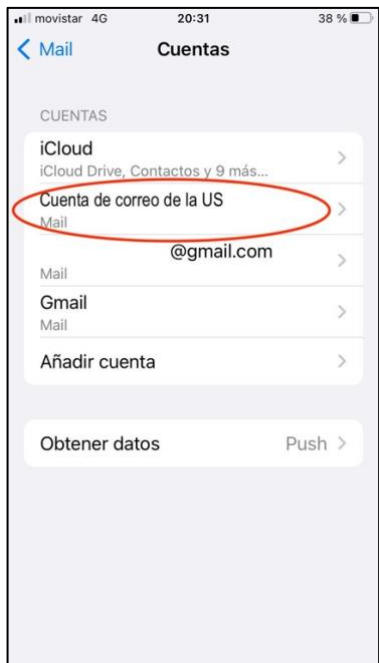 movistar 4G 20:31 38 %
Mail Cuentas
CUENTAS
iCloud
iCloud Drive, Contactos y 9 más...
Cuenta de correo de la US
Mail
@gmail.com
Mail
Gmail
Mail
Añadir cuenta
Obtener datos Push